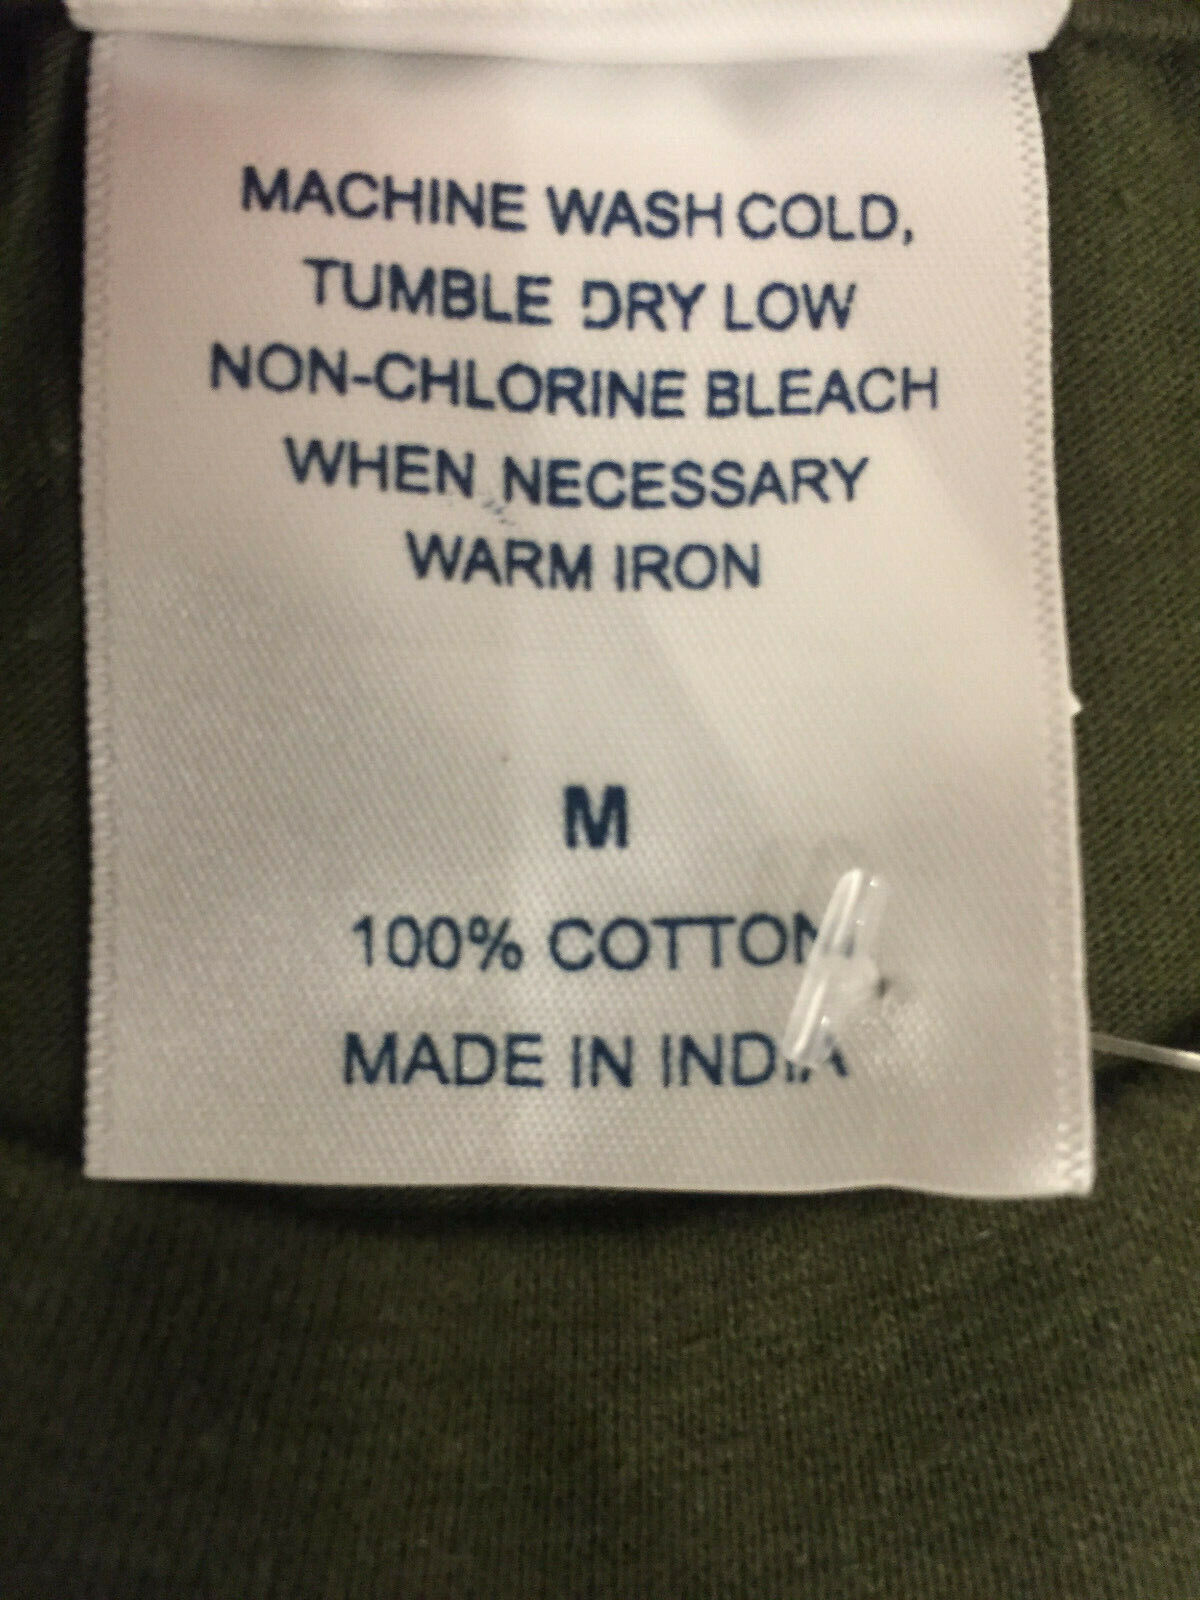 MACHINE WASH COLD,
TUMBLE DRY LOW
NON-CHLORINE BLEACH
WHEN NECESSARY
WARM IRON
M
100% COTTON
MADE IN INDIA